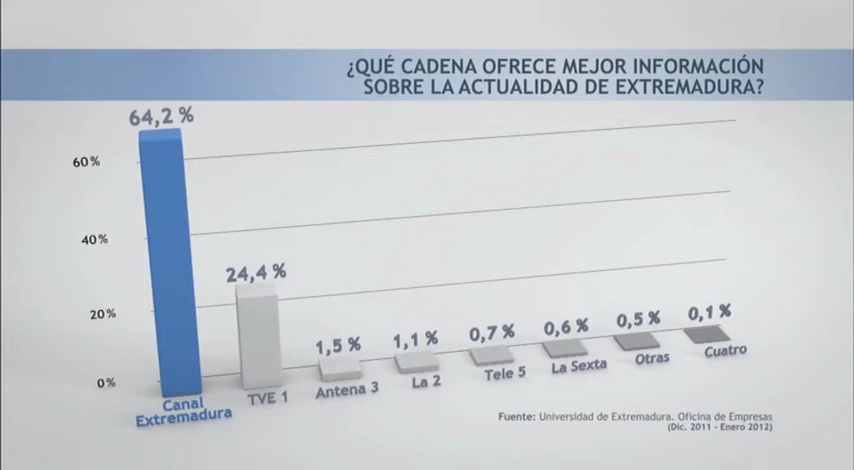 ¿QUÉ CADENA OFRECE MEJOR INFORMACIÓN
SOBRE LA ACTUALIDAD DE EXTREMADURA?
64,2 %
60%
40%
24,4 %
20%
1,5 %
1,1 %
0,7 %
0,6 %
0,5 %
0,1 %
0%
Canal
Extremadura
TVE 1
Antena 3
La 2
Tele 5
La Sexta
Otras
Cuatro
Fuente: Universidad de Extremadura. Oficina de Empresas
(Dic. 2011 - Enero 2012)